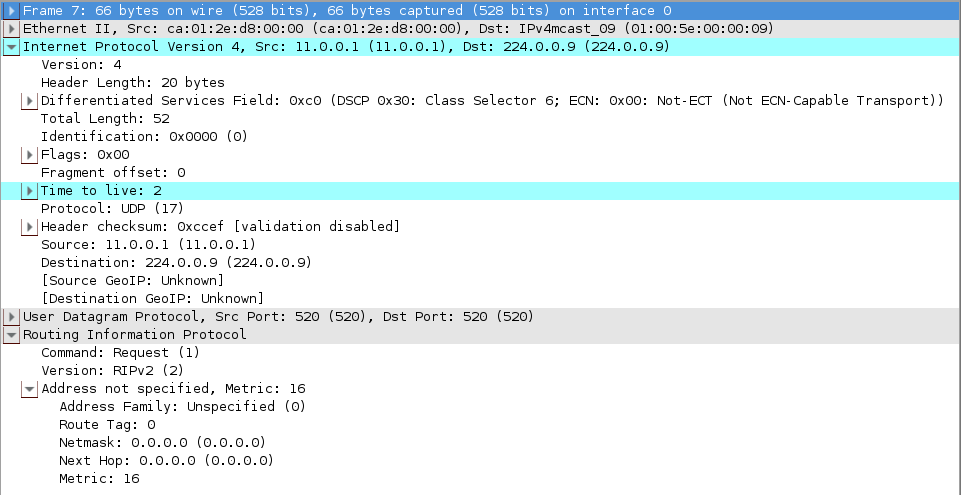 Frame 7: 66 bytes on wire (528 bits), 66 bytes captured (528 bits) on interface 0
Ethernet II, Src: ca:01:2e:d8:00:00 (ca:01:2e:d8:00:00), Dst: IPv4mcast_09 (01:00:5e:00:00:09)
Internet Protocol Version 4, Src: 11.0.0.1 (11.0.0.1), Dst: 224.0.0.9 (224.0.0.9)
Version: 4
Header Length: 20 bytes
Differentiated Services Field: 0xc0 (DSCP 0x30: Class Selector 6; ECN: 0x00: Not-ECT (Not ECN-Capable Transport))
Total Length: 52
Identification: 0x0000 (0)
Flags: 0x00
Fragment offset: 0
Time to live: 2
Protocol: UDP (17)
Header checksum: 0xccef [validation disabled]
Source: 11.0.0.1 (11.0.0.1)
Destination: 224.0.0.9 (224.0.0.9)
[Source GeoIP: Unknown]
[Destination GeoIP: Unknown]
User Datagram Protocol, Src Port: 520 (520), Dst Port: 520 (520)
Routing Information Protocol
Command: Request (1)
Version: RIPv2 (2)
Address not specified, Metric: 16
Address Family: Unspecified (0)
Route Tag: 0
Netmask: 0.0.0.0 (0.0.0.0)
Next Hop: 0.0.0.0 (0.0.0.0)
Metric: 16